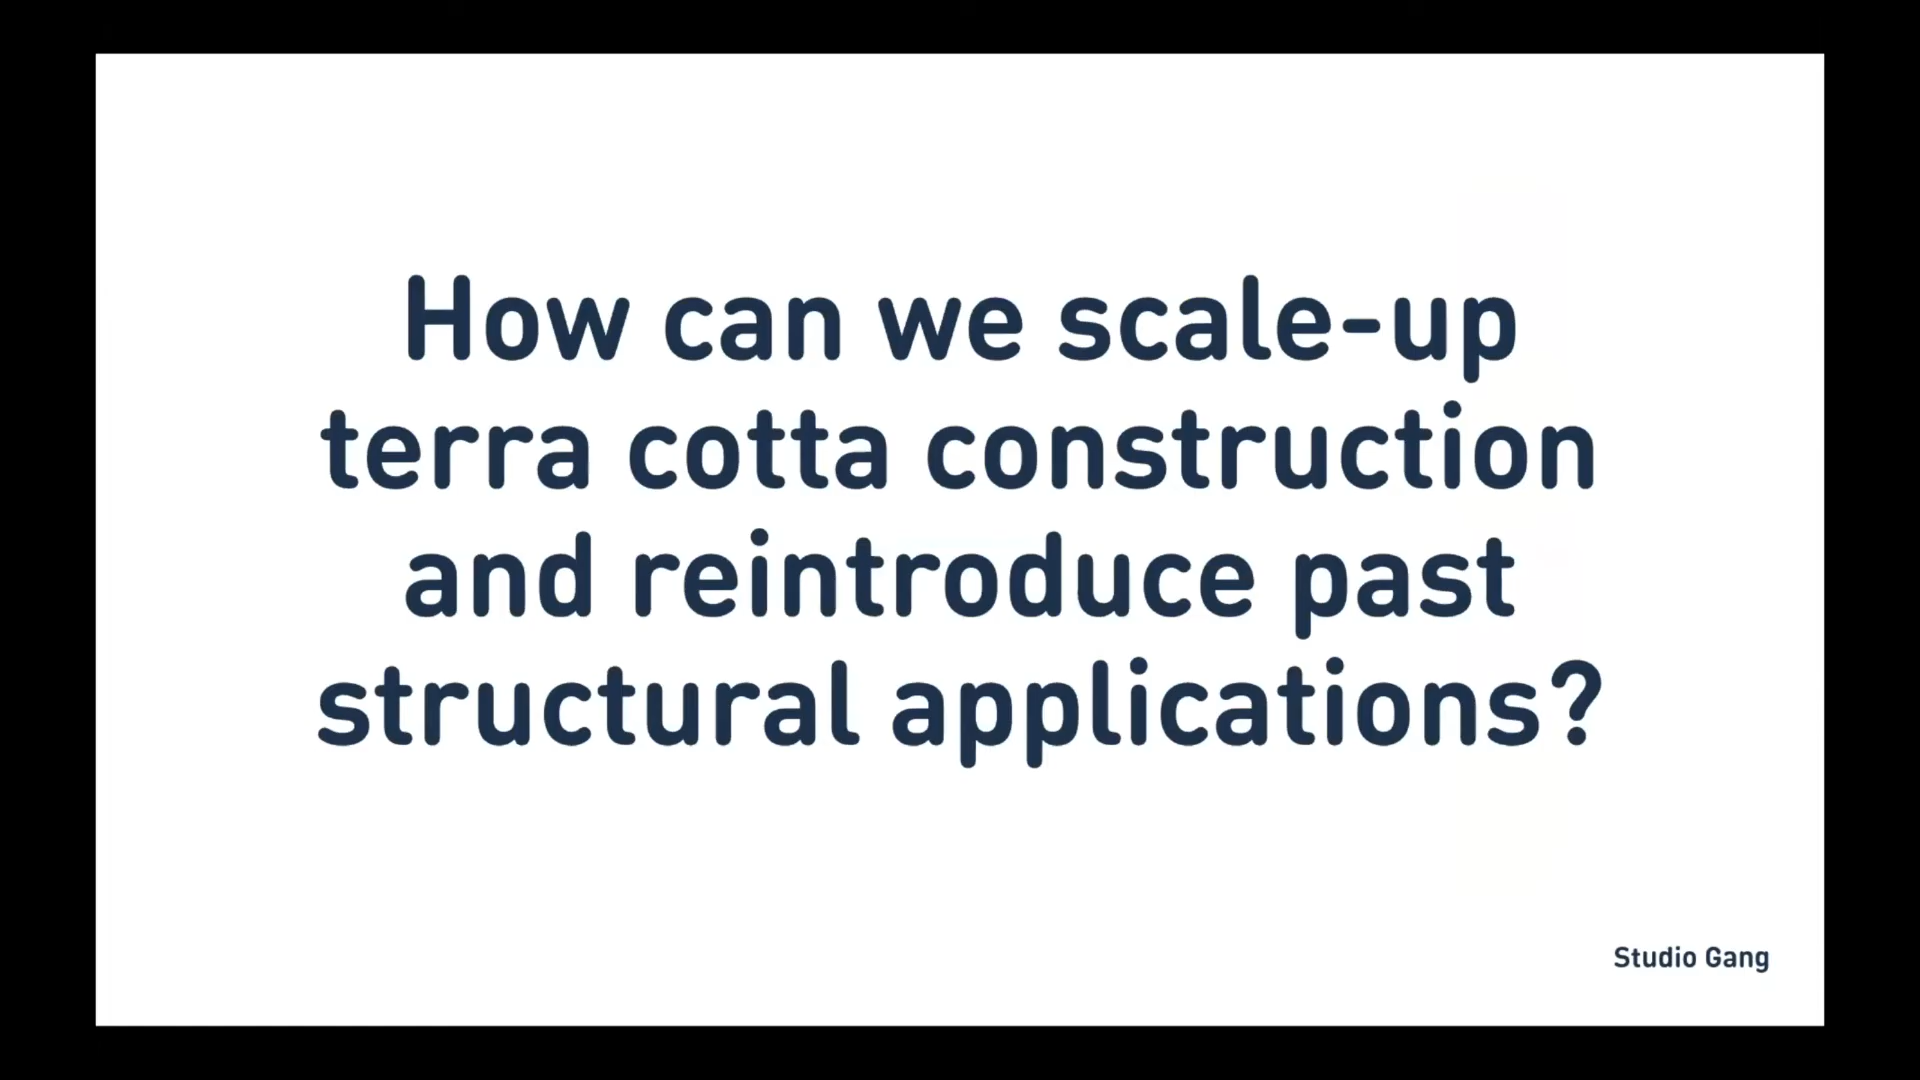 How can we scale-up
terra cotta construction
and reintroduce past
structural applications?
Studio Gang